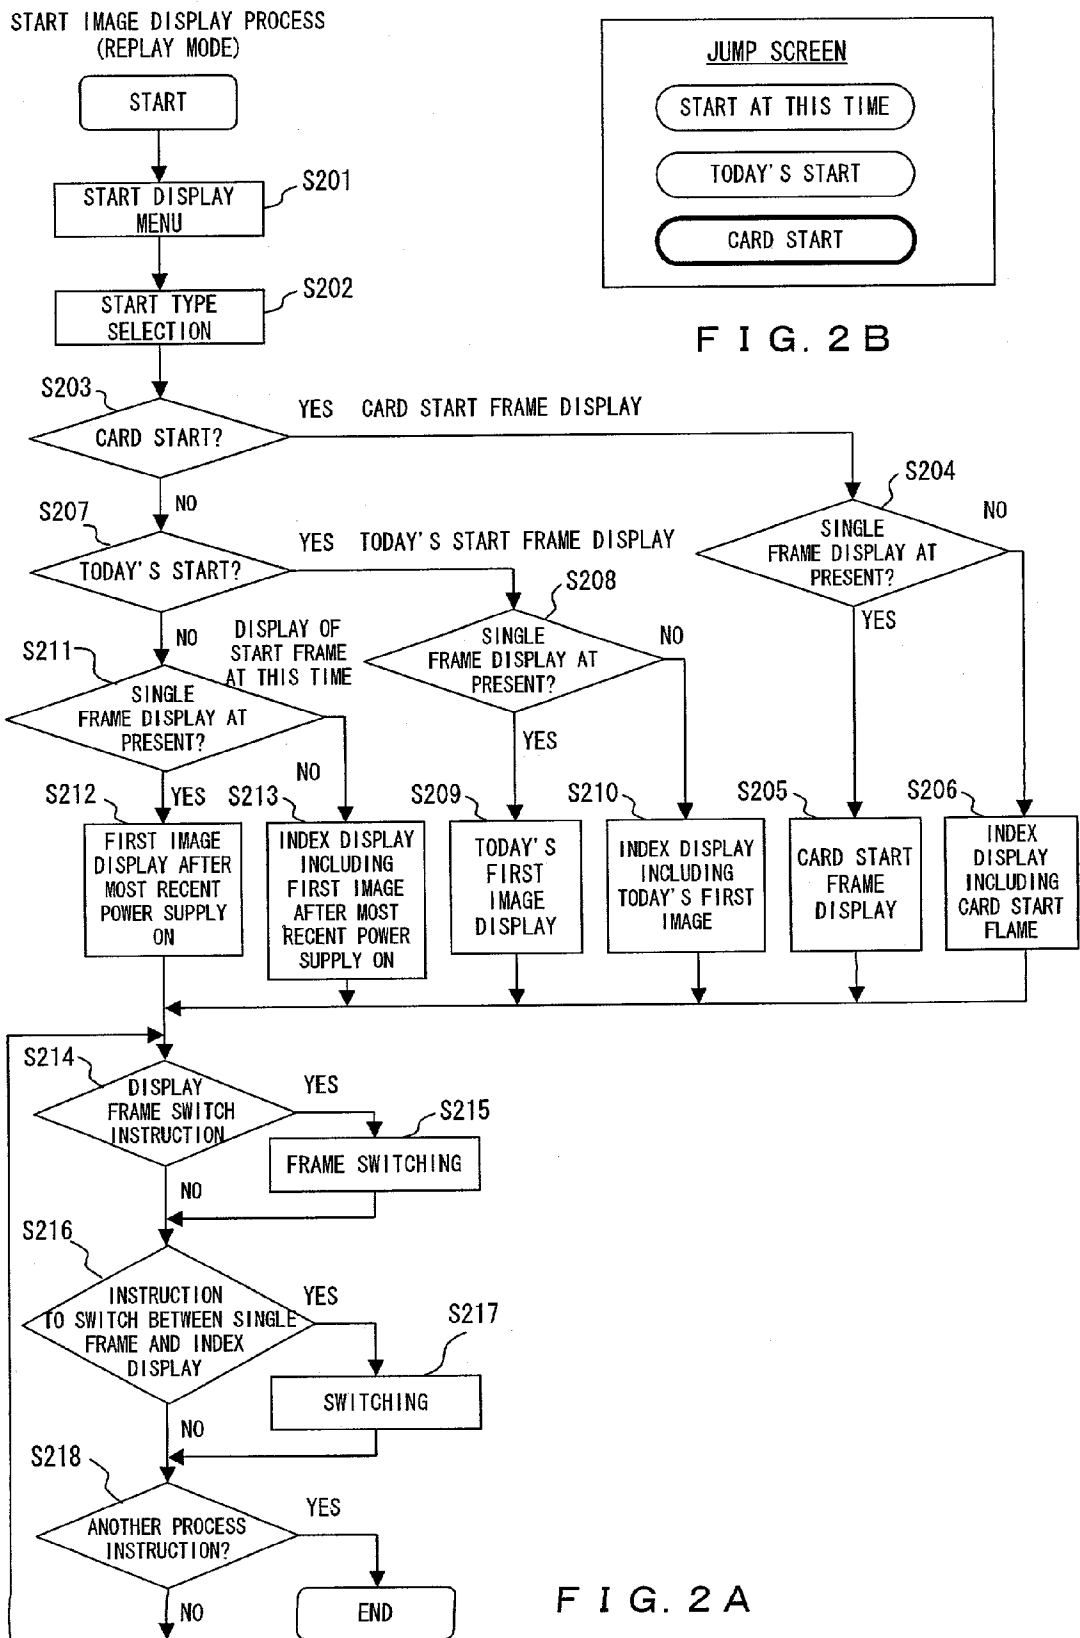 START IMAGE DISPLAY PROCESS
(REPLAY MODE)
START
S201
START DISPLAY
MENU
S202
START TYPE
SELECTION
JUMP SCREEN
START AT THIS TIME
TODAY'S START
CARD START
FIG. 2B
S203
CARD START?
YES CARD START FRAME DISPLAY
NO
S204
SINGLE
FRAME DISPLAY AT
PRESENT?
NO
YES
S207
TODAY'S START?
YES TODAY'S START FRAME DISPLAY
NO
S208
SINGLE
FRAME DISPLAY AT
PRESENT?
NO
YES
DISPLAY OF
START FRAME
AT THIS TIME
S211
SINGLE
FRAME DISPLAY AT
PRESENT?
NO
YES
S212
FIRST IMAGE
DISPLAY AFTER
MOST RECENT
POWER SUPPLY
ON
S213
INDEX DISPLAY
INCLUDING
FIRST IMAGE
AFTER MOST
RECENT POWER
SUPPLY ON
S209
TODAY'S
FIRST
IMAGE
DISPLAY
S210
INDEX DISPLAY
INCLUDING
TODAY'S FIRST
IMAGE
S205
CARD START
FRAME
DISPLAY
S206
INDEX
DISPLAY
INCLUDING
CARD START
FLAME
S214
DISPLAY
FRAME SWITCH
INSTRUCTION
YES
S215
FRAME SWITCHING
NO
S216
INSTRUCTION
TO SWITCH BETWEEN SINGLE
FRAME AND INDEX
DISPLAY
YES
S217
SWITCHING
NO
S218
ANOTHER PROCESS
INSTRUCTION?
YES
NO
END
FIG. 2A